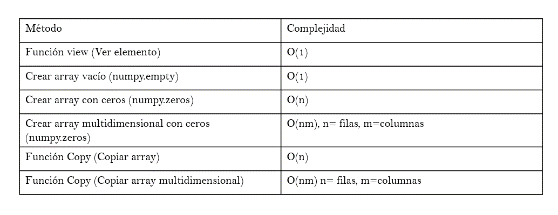 Método Complejidad
Función view (Ver elemento) O(1)
Crear array vacío (numpy.empty) O(1)
Crear array con ceros (numpy.zeros) O(n)
Crear array multidimensional con ceros O(nm), n= filas, m=columnas
(numpy.zeros)
Función Copy (Copiar array) O(n)
Función Copy (Copiar array multidimensional) O(nm) n= filas, m=columnas